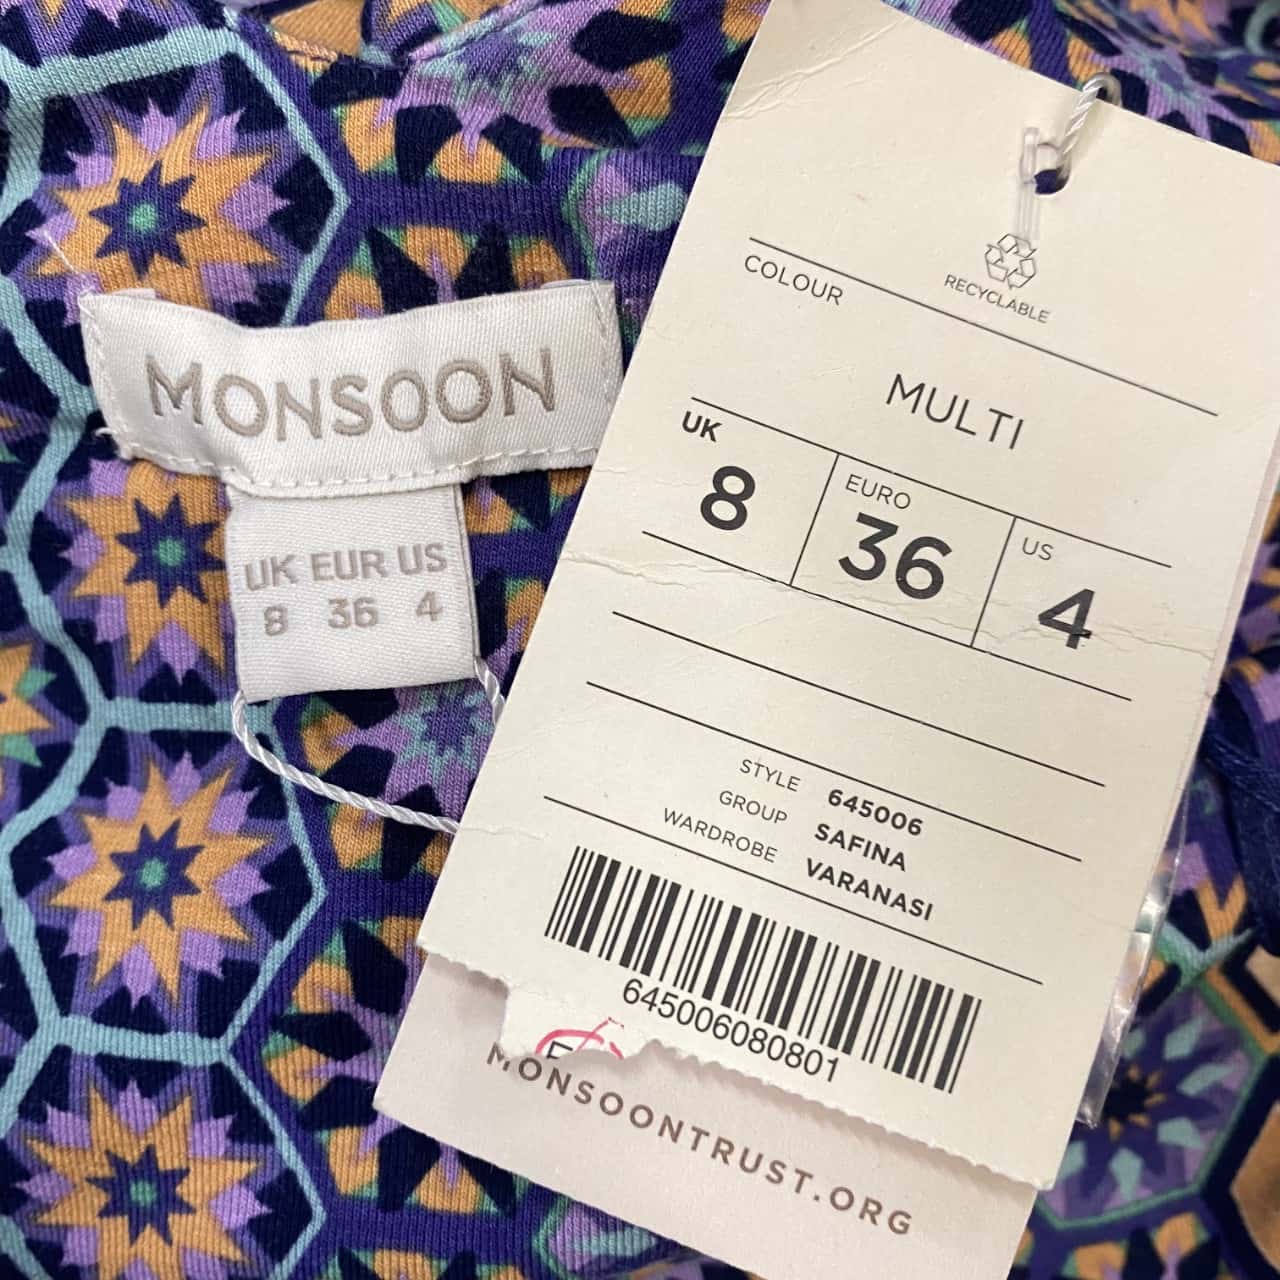 MONSOON
UK EUR US
8 36 4
RECYCLABLE
COLOUR
MULTI
UK EURO US
8 36 4
STYLE 645006
GROUP SAFINA
WARDROBE VARANASI
645006080801
MONSOONTRUST.ORG